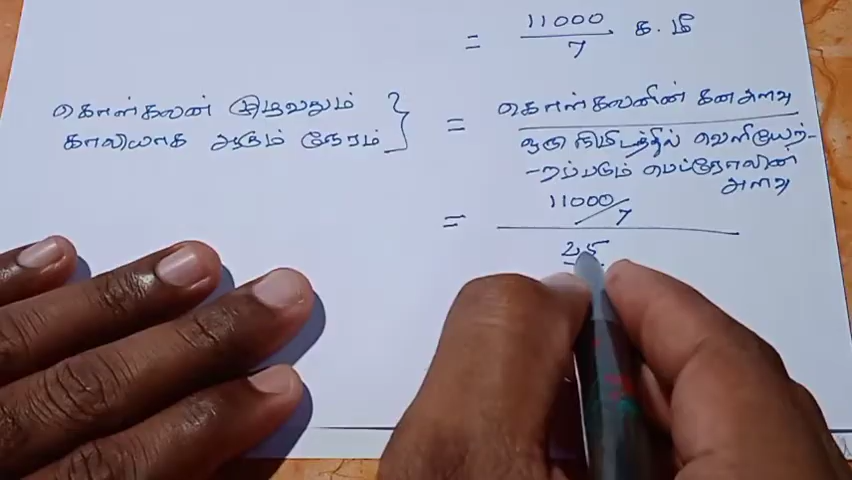 = 11000/7 க.மீ
கொள்கலன் முழுவதும் } = கொள்கலனின் கனஅளவு
காலியாக ஆகும் நேரம்
ஒரு நிமிடத்தில் வெளியேற்-
-றப்படும் பெட்ரோலின்
அளவு
= 11000/7
25